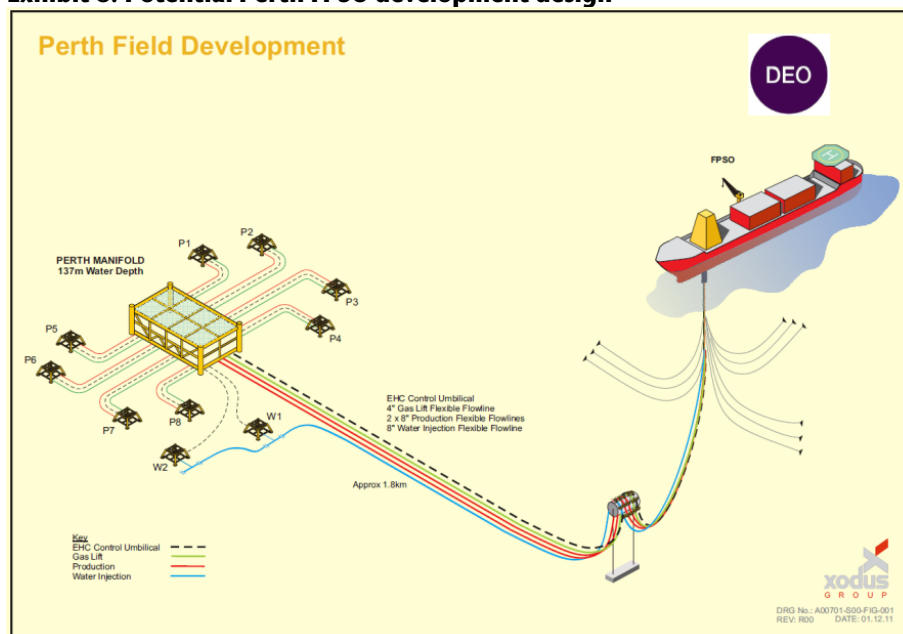 Perth Field Development
DEO
FPSO
H
P1
P2
PERTH MANIFOLD
137m Water Depth
P3
P4
P5
P6
P7
P8
W1
W2
EHC Control Umbilical
4" Gas Lift Flexible Flowline
2 x 8" Production Flexible Flowlines
8" Water Injection Flexible Flowline
Approx 1.8km
Key
EHC Control Umbilical
Gas Lift
Production
Water Injection
xodus
GROUP
DRG No.: A00701-S00-FIG-001
REV: R00 DATE: 01.12.11